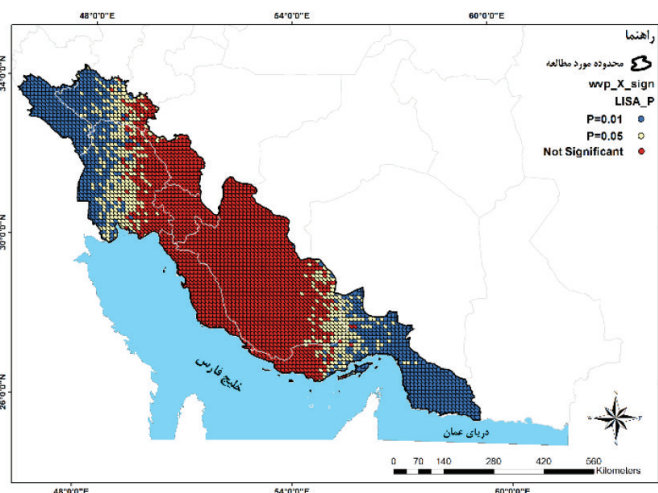 48°0'0"E 54°0'0"E 60°0'0"E
راهنما
محدوده مورد مطالعه
wvp_X_sign
LISA_P
P=0.01
P=0.05
Not Significant
34°0'0"N
30°0'0"N
26°0'0"N
خلیج فارس
دریای عمان
0 70 140 280 420 560
Kilometers
48°0'0"E 54°0'0"E 60°0'0"E